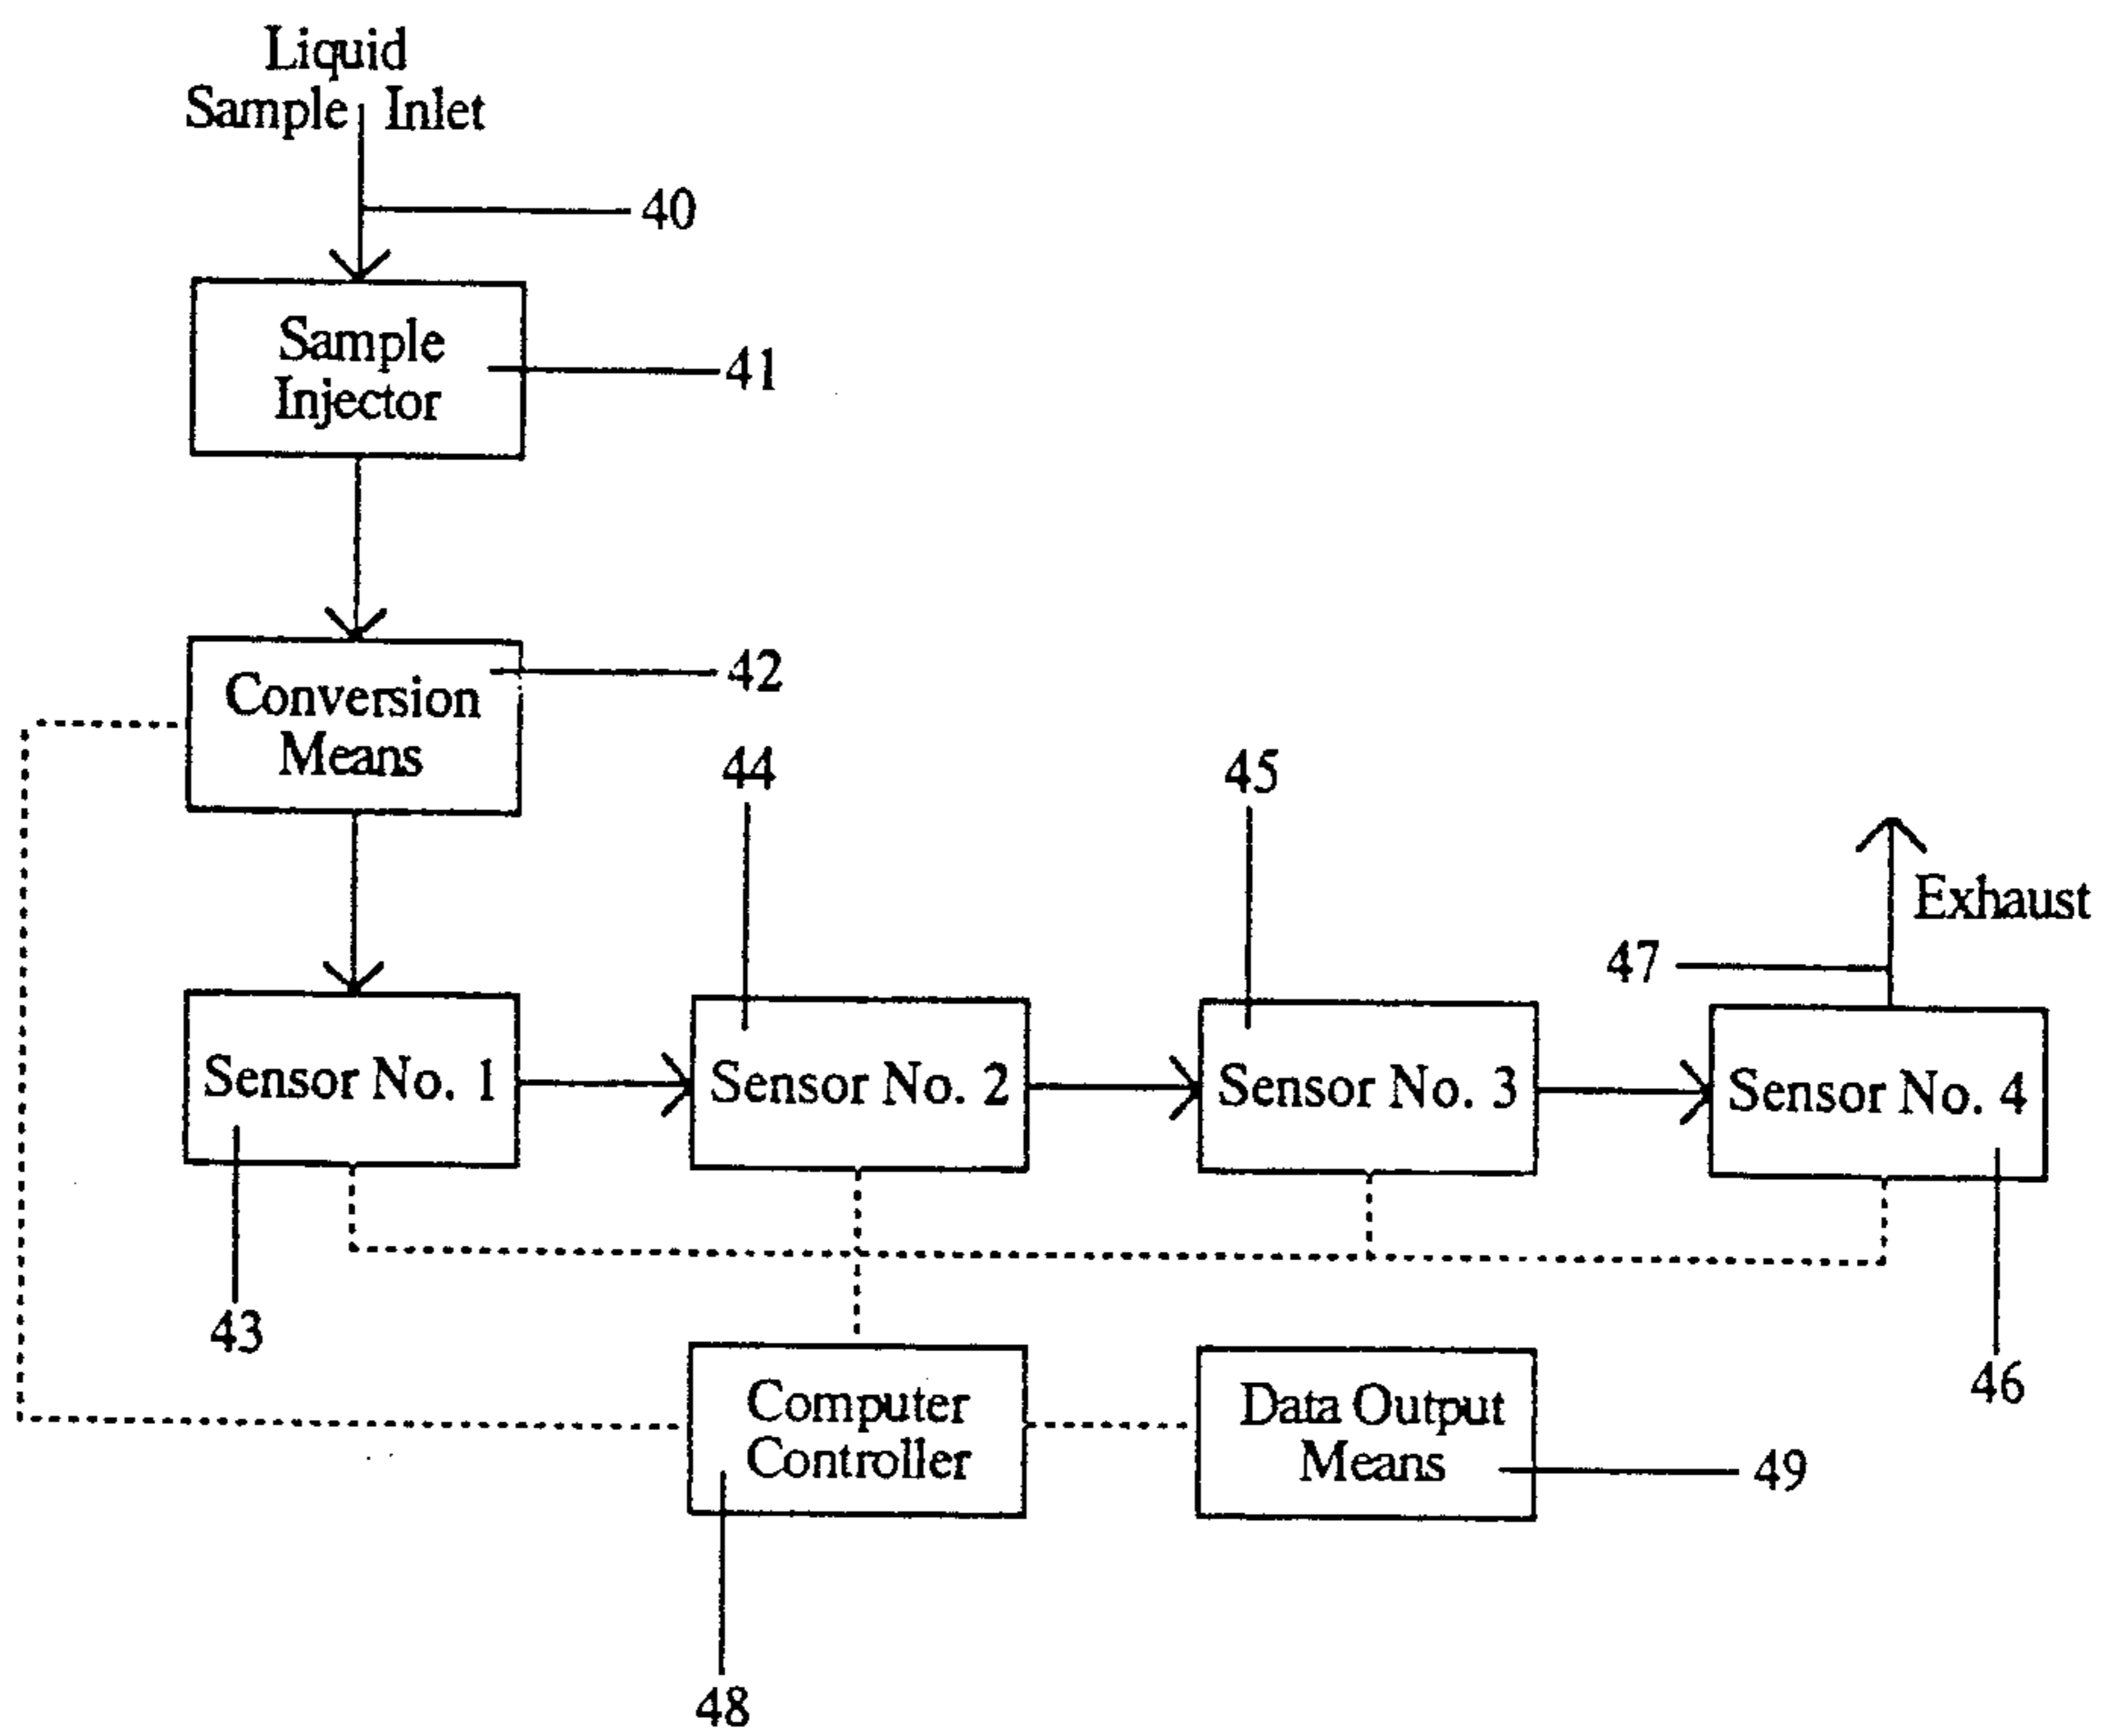 Liquid
Sample Inlet
40
Sample
Injector
41
Conversion
Means
42
44
45
Exhaust
47
Sensor No. 1
Sensor No. 2
Sensor No. 3
Sensor No. 4
43
46
Computer
Controller
Data Output
Means
49
48